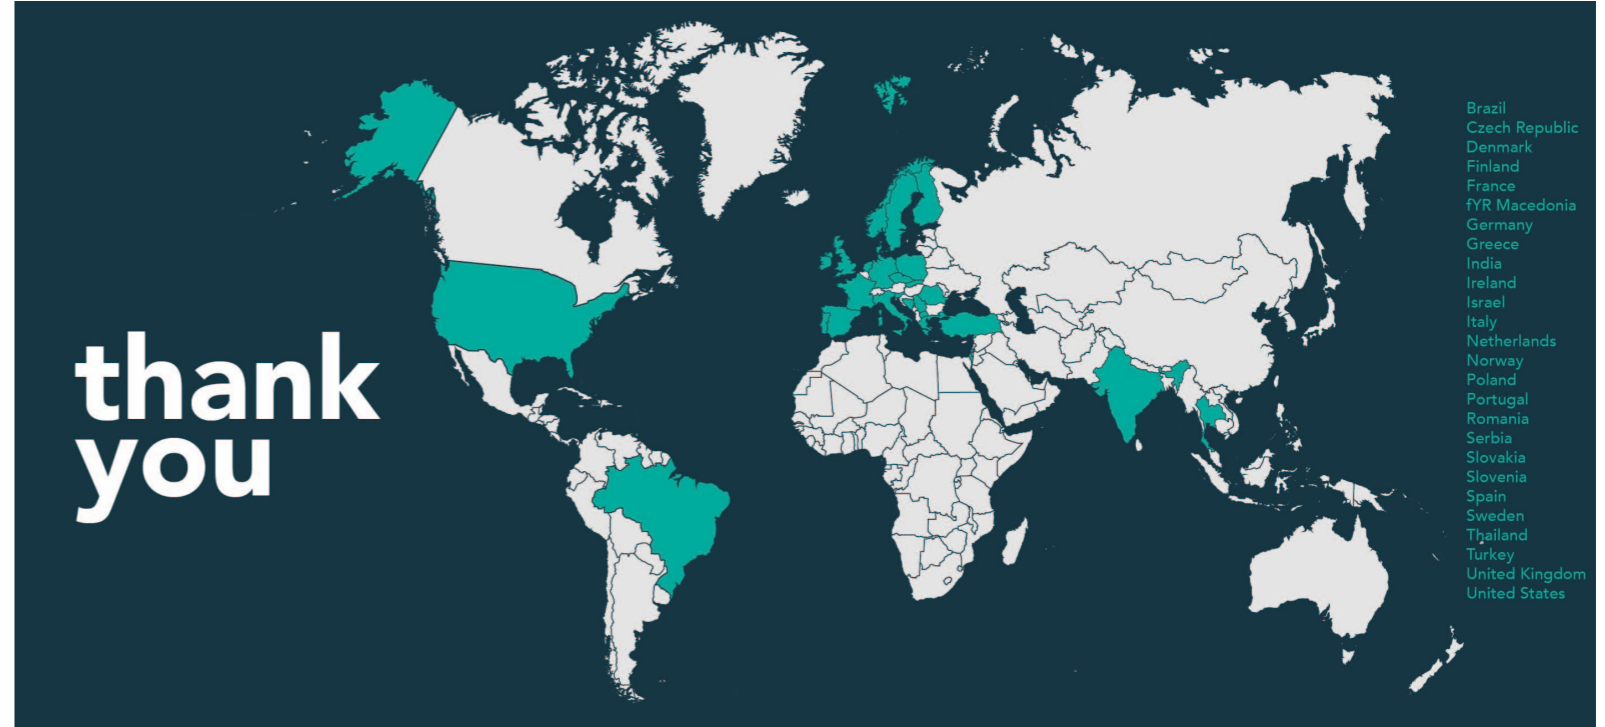 thank
you
Brazil
Czech Republic
Denmark
Finland
France
fYR Macedonia
Germany
Greece
India
Ireland
Israel
Italy
Netherlands
Norway
Poland
Portugal
Romania
Serbia
Slovakia
Slovenia
Spain
Sweden
Thailand
Turkey
United Kingdom
United States